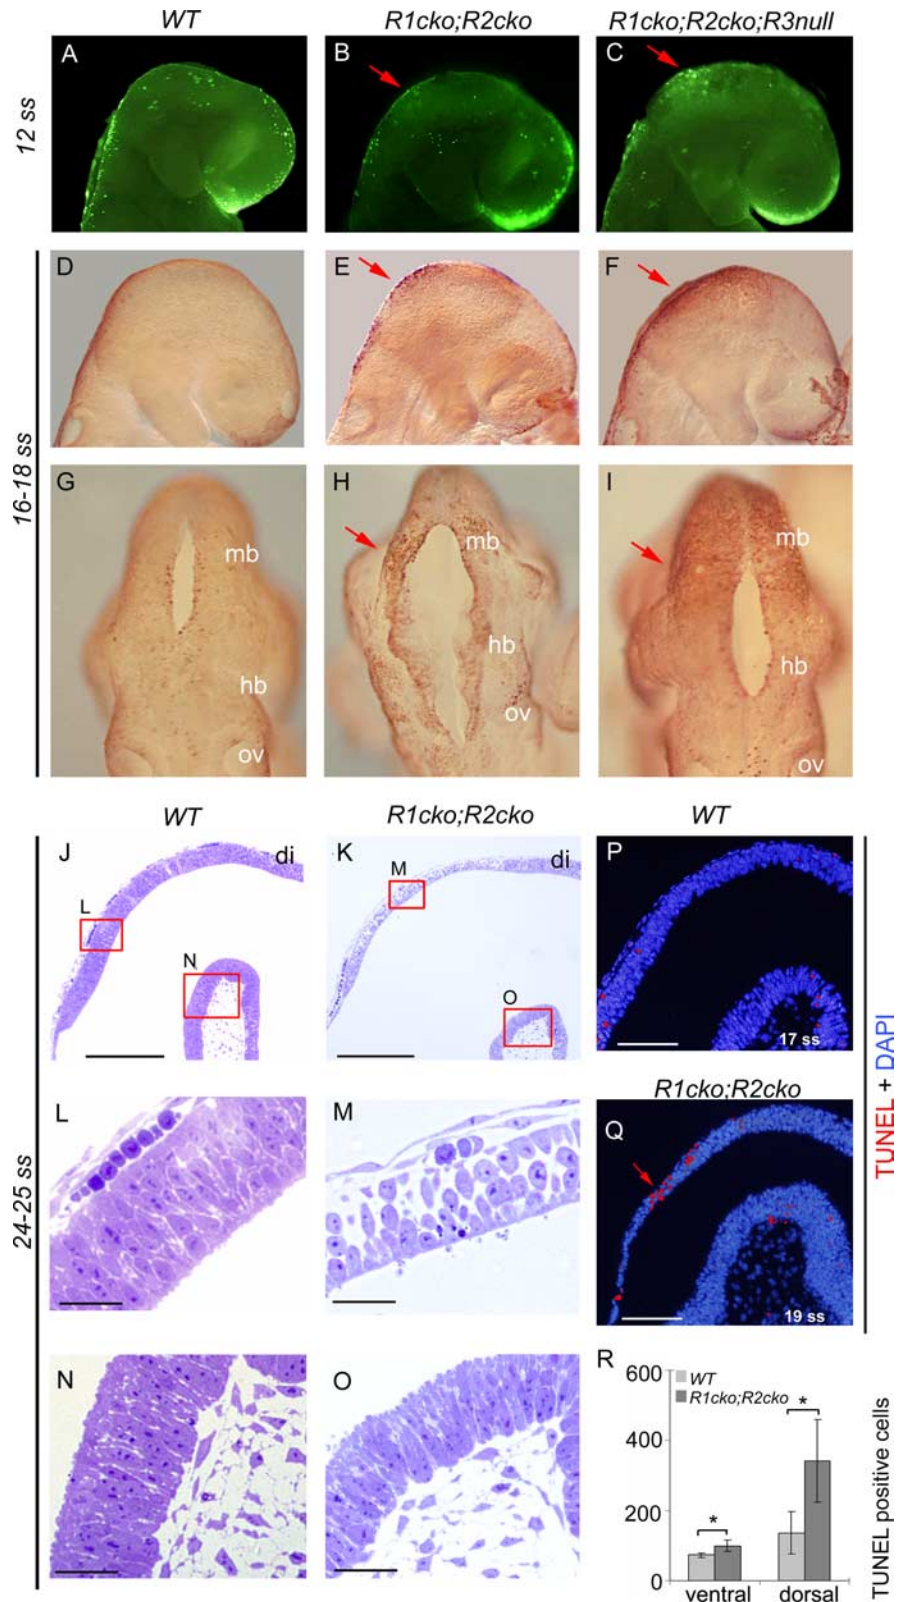 WT
R1cko;R2cko
R1cko;R2cko;R3null
12 ss
A
B
C
16-18 ss
D
E
F
G
mb
hb
ov
H
mb
hb
ov
I
mb
hb
ov
WT
R1cko;R2cko
WT
24-25 ss
J
di
L
N
K
di
M
O
P
17 ss
TUNEL + DAPI
R1cko;R2cko
L
M
Q
19 ss
N
O
R
600
400
200
0
WT
R1cko;R2cko
*
*
ventral
dorsal
TUNEL positive cells